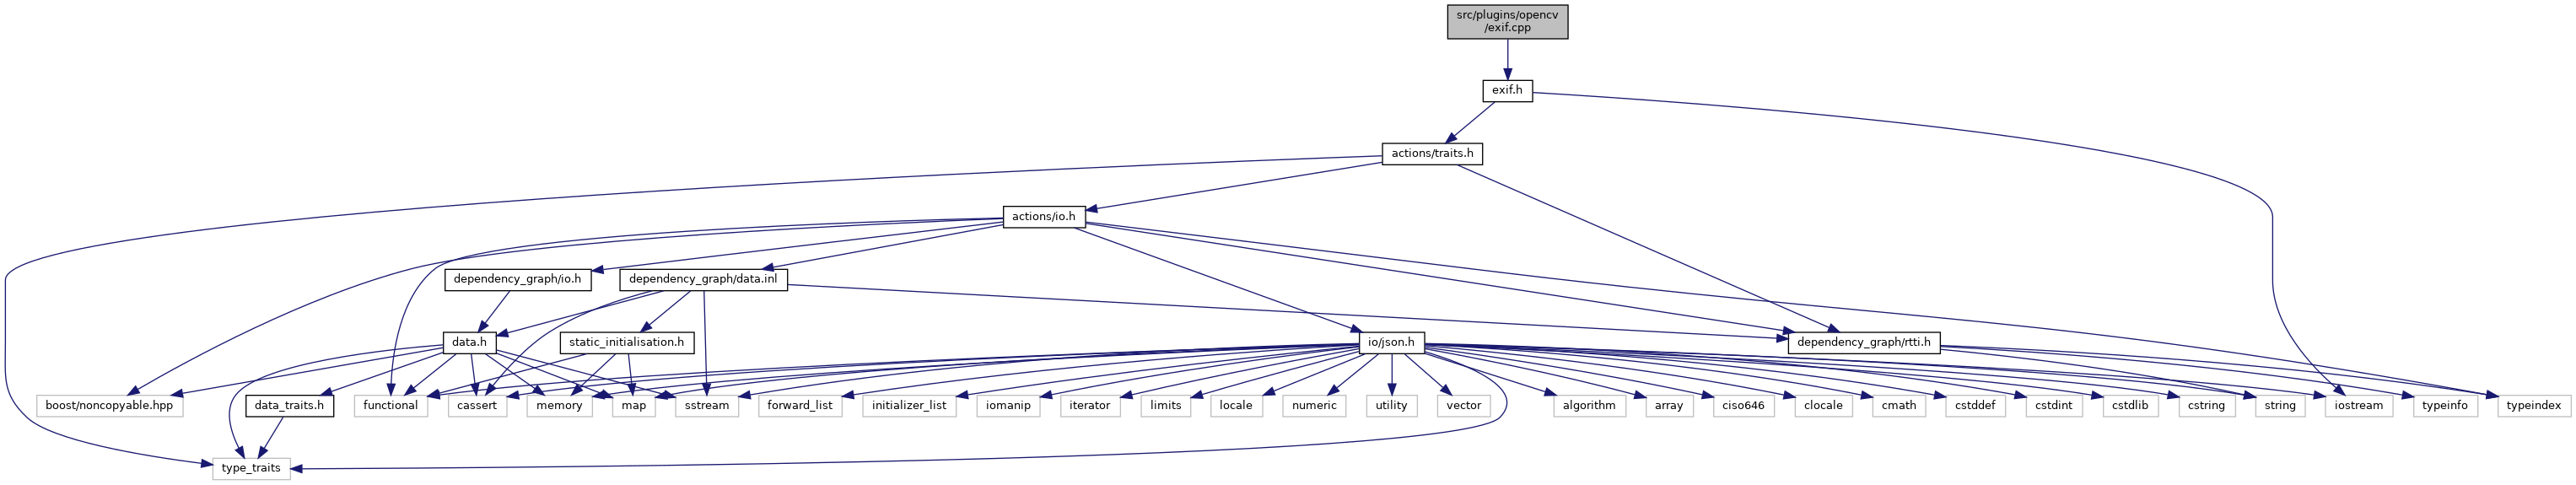 src/plugins/opencv
/exif.cpp
exif.h
actions/traits.h
actions/io.h
dependency_graph/io.h
dependency_graph/data.inl
data.h
static_initialisation.h
io/json.h
dependency_graph/rtti.h
boost/noncopyable.hpp
data_traits.h
functional
cassert
memory
map
sstream
forward_list
initializer_list
iomanip
iterator
limits
locale
numeric
utility
vector
algorithm
array
ciso646
clocale
cmath
cstddef
cstdint
cstdlib
cstring
string
iostream
typeinfo
typeindex
type_traits